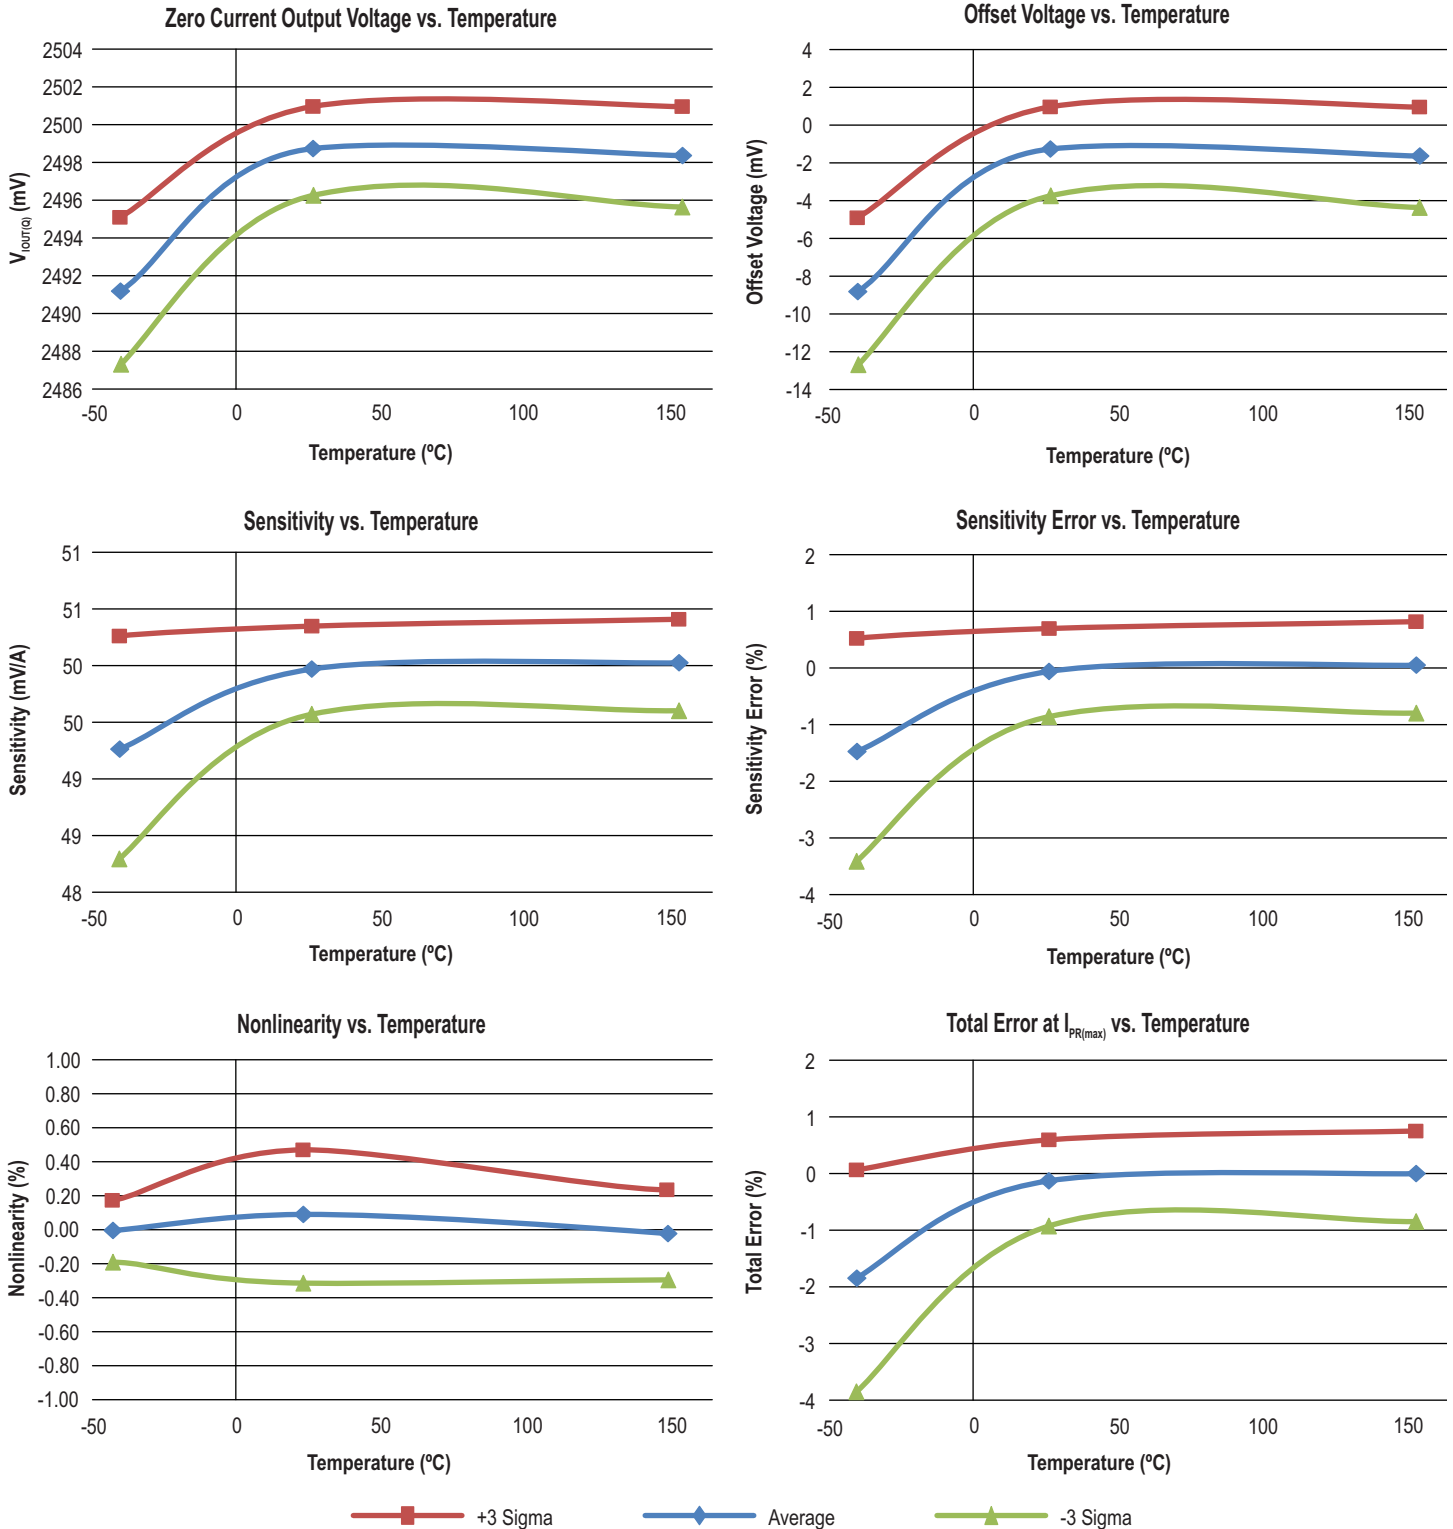 Zero Current Output Voltage vs. Temperature
2504
2502
2500
2498
2496
2494
2492
2490
2488
2486
VIOUT(Q) (mV)
-50 0 50 100 150
Temperature (ºC)
Offset Voltage vs. Temperature
4
2
0
-2
-4
-6
-8
-10
-12
-14
Offset Voltage (mV)
-50 0 50 100 150
Temperature (ºC)
Sensitivity vs. Temperature
51
51
50
50
49
49
48
Sensitivity (mV/A)
-50 0 50 100 150
Temperature (ºC)
Sensitivity Error vs. Temperature
2
1
0
-1
-2
-3
-4
Sensitivity Error (%)
-50 0 50 100 150
Temperature (ºC)
Nonlinearity vs. Temperature
1.00
0.80
0.60
0.40
0.20
0.00
-0.20
-0.40
-0.60
-0.80
-1.00
Nonlinearity (%)
-50 0 50 100 150
Temperature (ºC)
Total Error at IPR(max) vs. Temperature
2
1
0
-1
-2
-3
-4
Total Error (%)
-50 0 50 100 150
Temperature (ºC)
+3 Sigma Average -3 Sigma